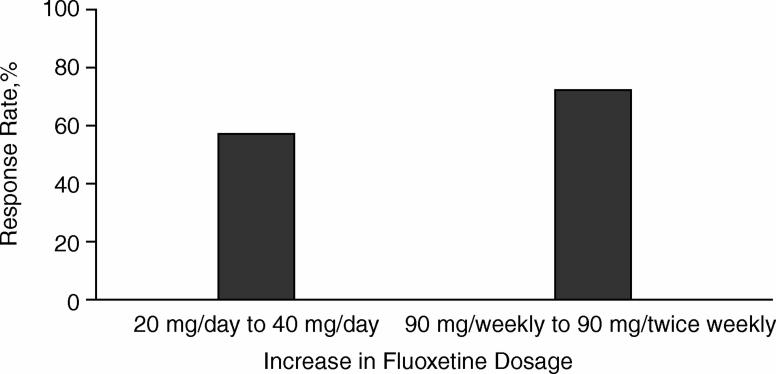 Response Rate,%
100
80
60
40
20
0
20 mg/day to 40 mg/day
90 mg/weekly to 90 mg/twice weekly
Increase in Fluoxetine Dosage